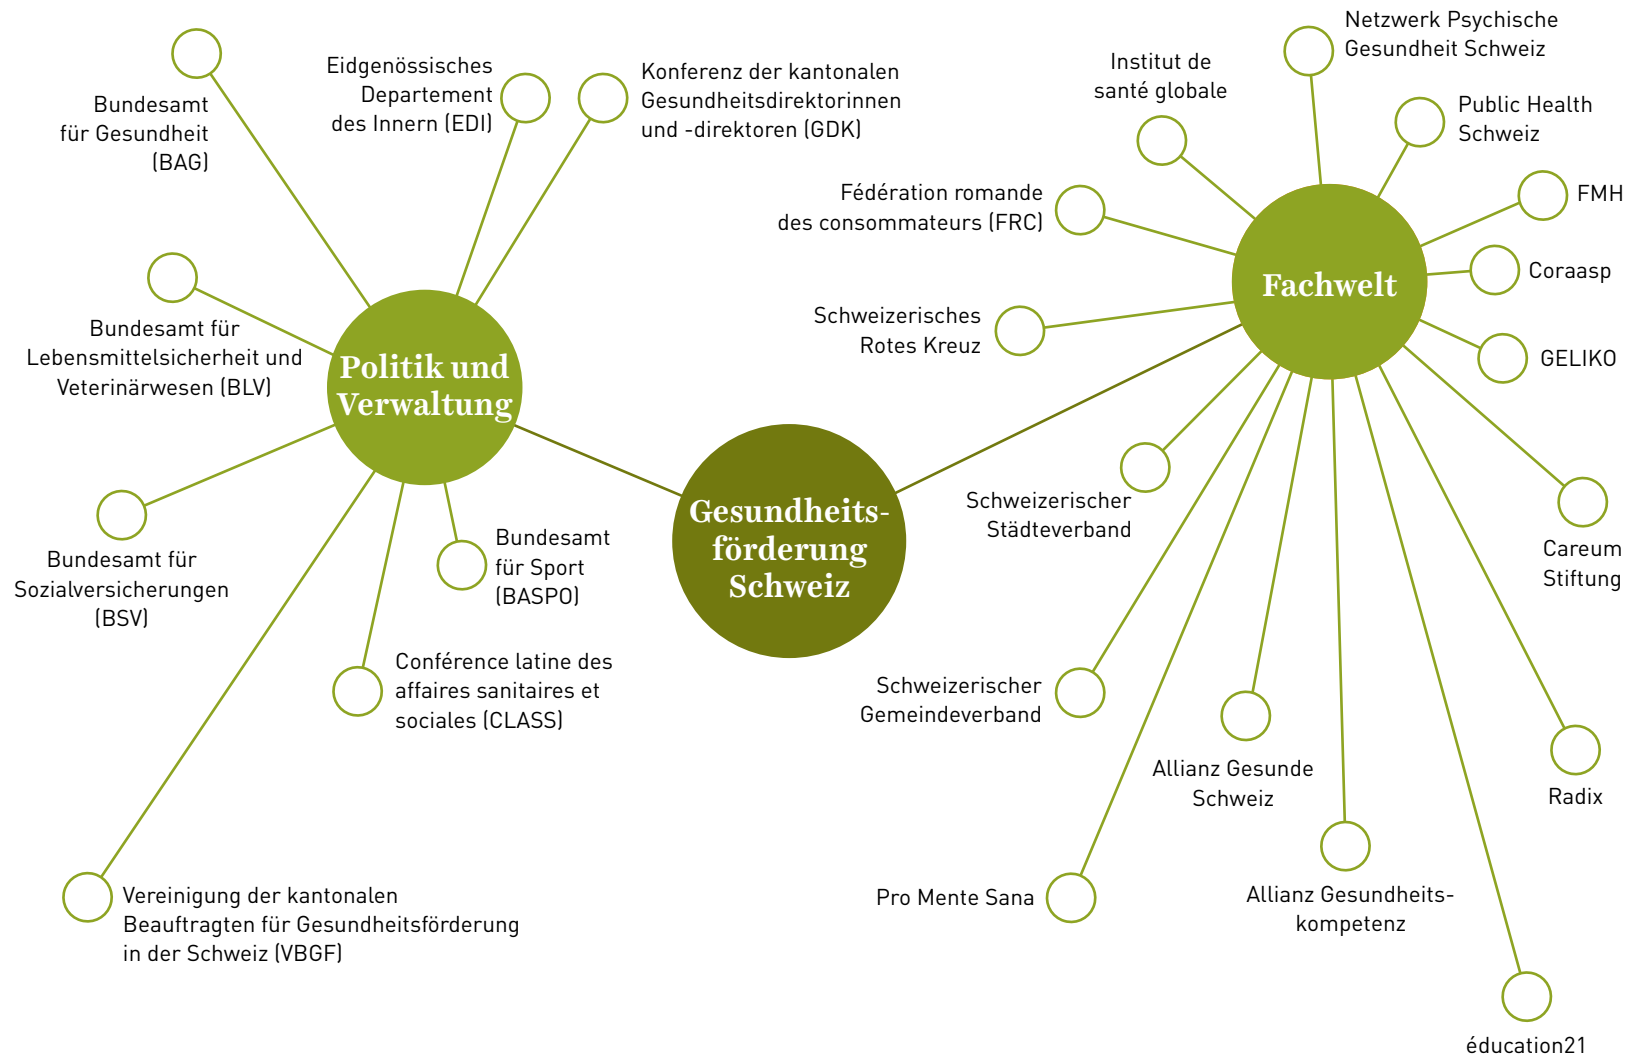 Bundesamt
für Gesundheit
(BAG)
Eidgenössisches
Departement
des Innern (EDI)
Konferenz der kantonalen
Gesundheitsdirektorinnen
und -direktoren (GDK)
Bundesamt für
Lebensmittelsicherheit und
Veterinärwesen (BLV)
Politik und
Verwaltung
Bundesamt für
Sozialversicherungen
(BSV)
Bundesamt
für Sport
(BASPO)
Conférence latine des
affaires sanitaires et
sociales (CLASS)
Vereinigung der kantonalen
Beauftragten für Gesundheitsförderung
in der Schweiz (VBGF)
Gesundheits-
förderung
Schweiz
Netzwerk Psychische
Gesundheit Schweiz
Institut de
santé globale
Public Health
Schweiz
Fédération romande
des consommateurs (FRC)
FMH
Fachwelt
Coraasp
Schweizerisches
Rotes Kreuz
GELIKO
Schweizerischer
Städteverband
Careum
Stiftung
Schweizerischer
Gemeindeverband
Allianz Gesunde
Schweiz
Radix
Pro Mente Sana
Allianz Gesundheits-
kompetenz
éducation21